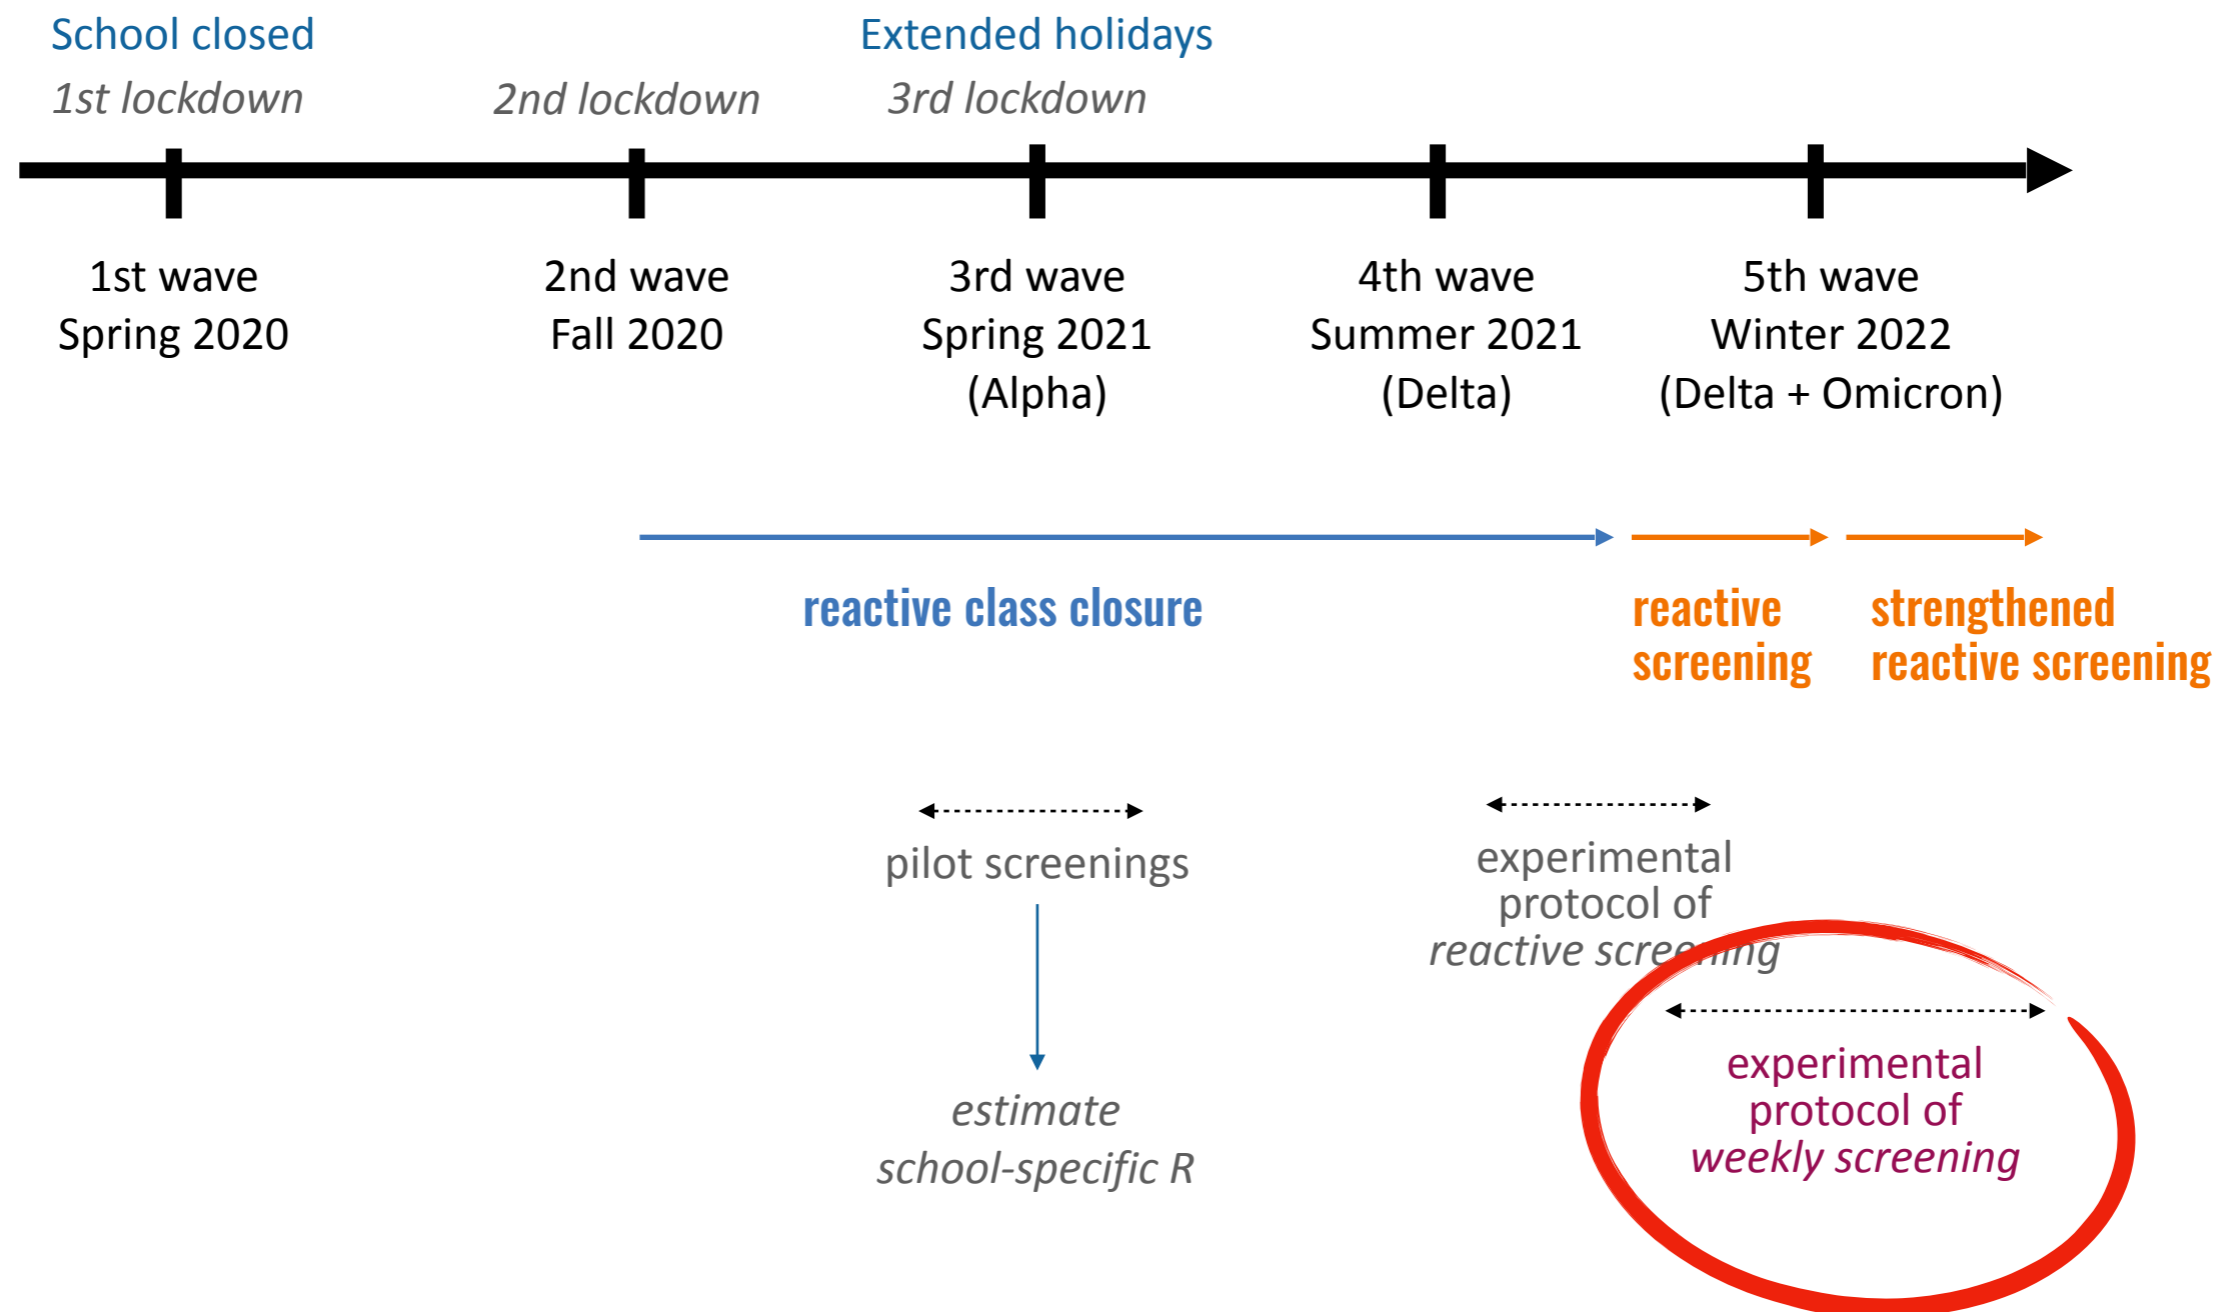 School closed
Extended holidays
1st lockdown
2nd lockdown
3rd lockdown
1st wave
Spring 2020
2nd wave
Fall 2020
3rd wave
Spring 2021
(Alpha)
4th wave
Summer 2021
(Delta)
5th wave
Winter 2022
(Delta + Omicron)
reactive class closure
reactive
screening
strengthened
reactive screening
pilot screenings
estimate
school-specific R
experimental
protocol of
reactive screening
experimental
protocol of
weekly screening